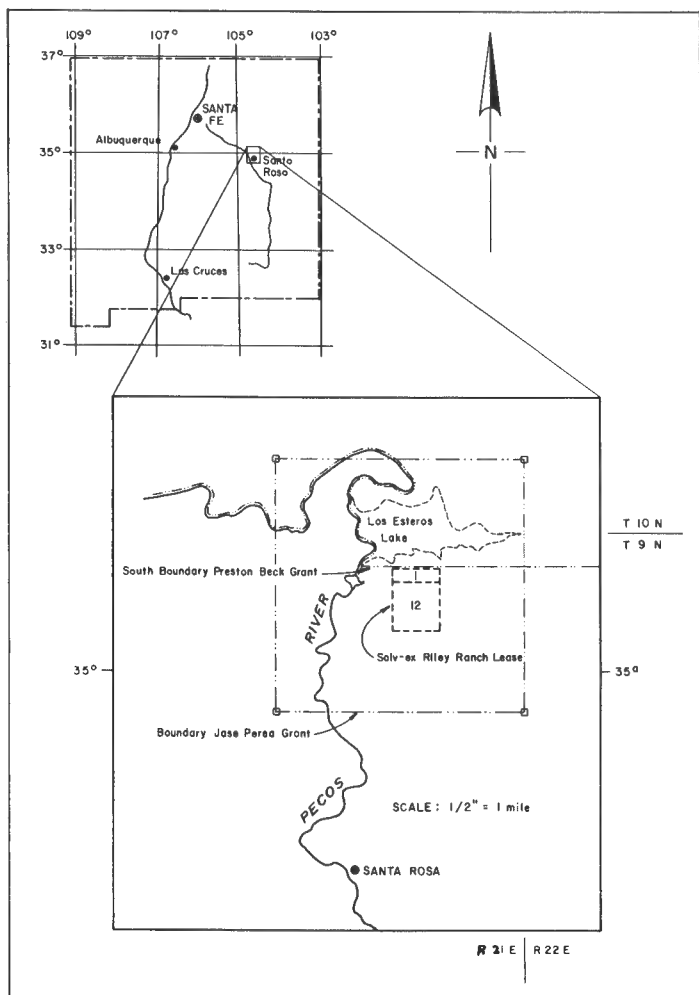 109° 107° 105° 103°
37°
SANTA
FE
Albuquerque
35°
Santa
Rosa
33°
Las Cruces
31°
N
Los Esteros
Lake
T 10 N
T 9 N
South Boundary Preston Beck Grant
1
12
RIVER
Solv-ex Riley Ranch Lease
35° 35°
Boundary Jase Perea Grant
PECOS
SCALE: 1/2" = 1 mile
SANTA ROSA
R 21 E R 22 E